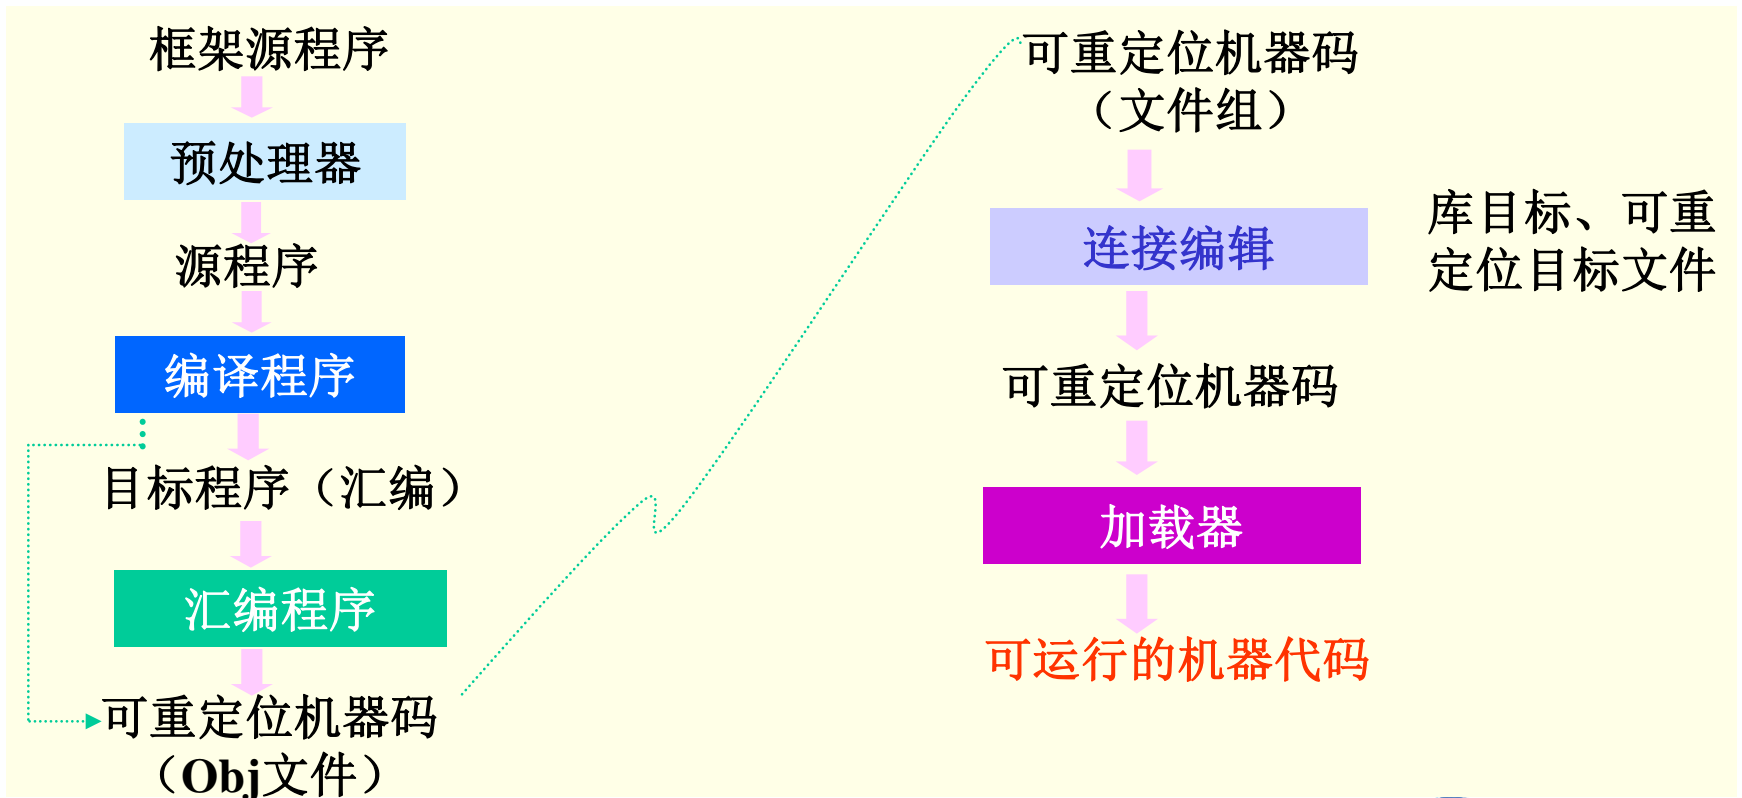 框架源程序
预处理器
源程序
编译程序
目标程序（汇编）
汇编程序
可重定位机器码
（Obj文件）
可重定位机器码
（文件组）
连接编辑
库目标、可重
定位目标文件
可重定位机器码
加载器
可运行的机器代码